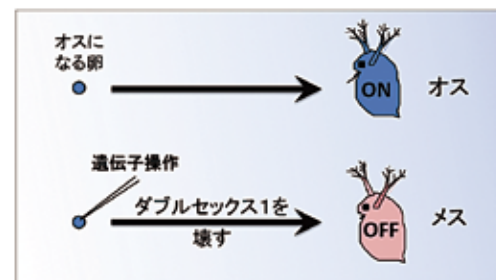 オスに
なる卵
ON
オス
遺伝子操作
ダブルセックス1を
壊す
OFF
メス